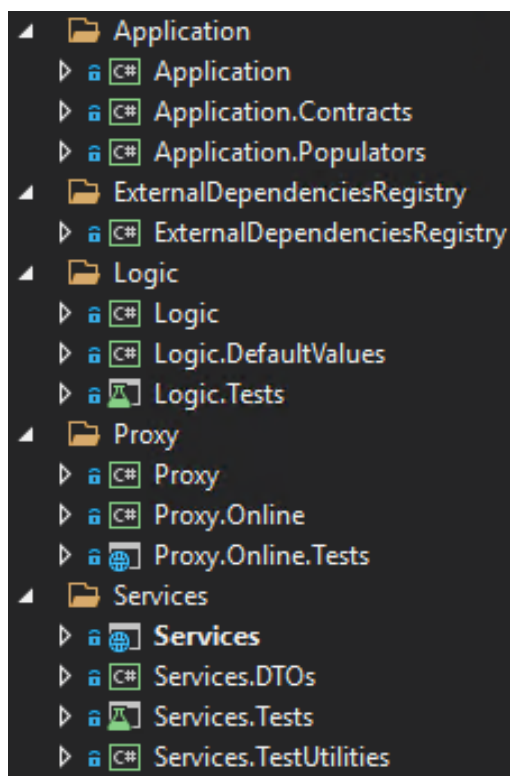 Application
C# Application
C# Application.Contracts
C# Application.Populators
ExternalDependenciesRegistry
C# ExternalDependenciesRegistry
Logic
C# Logic
C# Logic.DefaultValues
Logic.Tests
Proxy
C# Proxy
C# Proxy.Online
Proxy.Online.Tests
Services
Services
C# Services.DTOs
Services.Tests
C# Services.TestUtilities